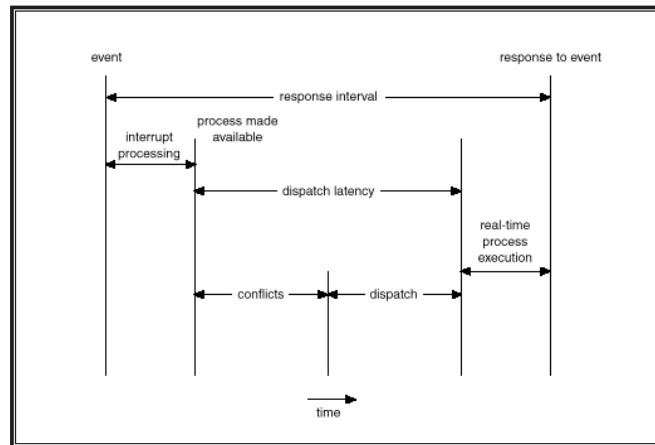 event
response to event
response interval
process made
available
interrupt
processing
dispatch latency
real-time
process
execution
conflicts
dispatch
time